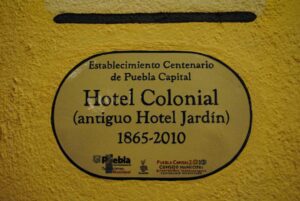 Establecimiento Centenario
de Puebla Capital
Hotel Colonial
(antiguo Hotel Jardín)
1865-2010
Puebla